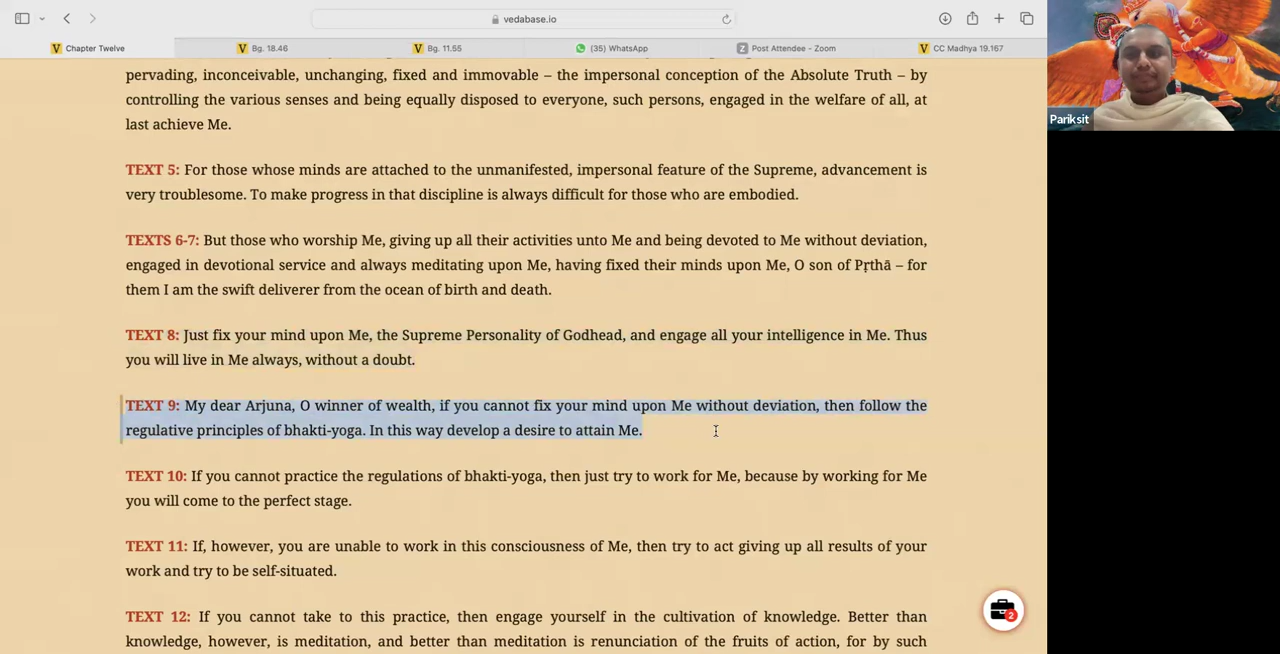 vedabase.io
Chapter Twelve
Bg. 18.46
Bg. 11.55
(35) WhatsApp
Z Post Attendee - Zoom
CC Madhya 19.167
pervading, inconceivable, unchanging, fixed and immovable – the impersonal conception of the Absolute Truth – by
controlling the various senses and being equally disposed to everyone, such persons, engaged in the welfare of all, at
last achieve Me.
TEXT 5: For those whose minds are attached to the unmanifested, impersonal feature of the Supreme, advancement is
very troublesome. To make progress in that discipline is always difficult for those who are embodied.
TEXTS 6-7: But those who worship Me, giving up all their activities unto Me and being devoted to Me without deviation,
engaged in devotional service and always meditating upon Me, having fixed their minds upon Me, O son of Pṛthā – for
them I am the swift deliverer from the ocean of birth and death.
TEXT 8: Just fix your mind upon Me, the Supreme Personality of Godhead, and engage all your intelligence in Me. Thus
you will live in Me always, without a doubt.
TEXT 9: My dear Arjuna, O winner of wealth, if you cannot fix your mind upon Me without deviation, then follow the
regulative principles of bhakti-yoga. In this way develop a desire to attain Me.
TEXT 10: If you cannot practice the regulations of bhakti-yoga, then just try to work for Me, because by working for Me
you will come to the perfect stage.
TEXT 11: If, however, you are unable to work in this consciousness of Me, then try to act giving up all results of your
work and try to be self-situated.
TEXT 12: If you cannot take to this practice, then engage yourself in the cultivation of knowledge. Better than
knowledge, however, is meditation, and better than meditation is renunciation of the fruits of action, for by such
2
Pariksit